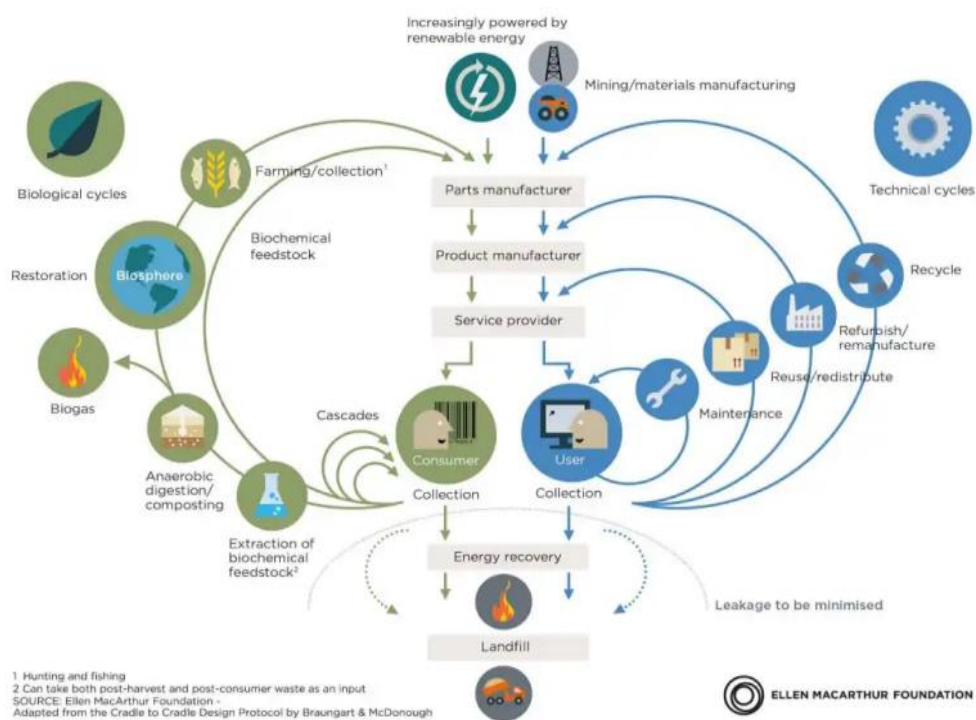 Increasingly powered by
renewable energy
Mining/materials manufacturing
Biological cycles
Technical cycles
Farming/collection¹
Parts manufacturer
Biochemical
feedstock
Product manufacturer
Restoration
Biosphere
Recycle
Service provider
Refurbish/
remanufacture
Biogas
Reuse/redistribute
Cascades
Maintenance
Consumer
User
Anaerobic
digestion/
composting
Collection
Collection
Extraction of
biochemical
feedstock²
Energy recovery
Leakage to be minimised
Landfill
1 Hunting and fishing
2 Can take both post-harvest and post-consumer waste as an input
SOURCE: Ellen MacArthur Foundation -
Adapted from the Cradle to Cradle Design Protocol by Braungart & McDonough
ELLEN MACARTHUR FOUNDATION